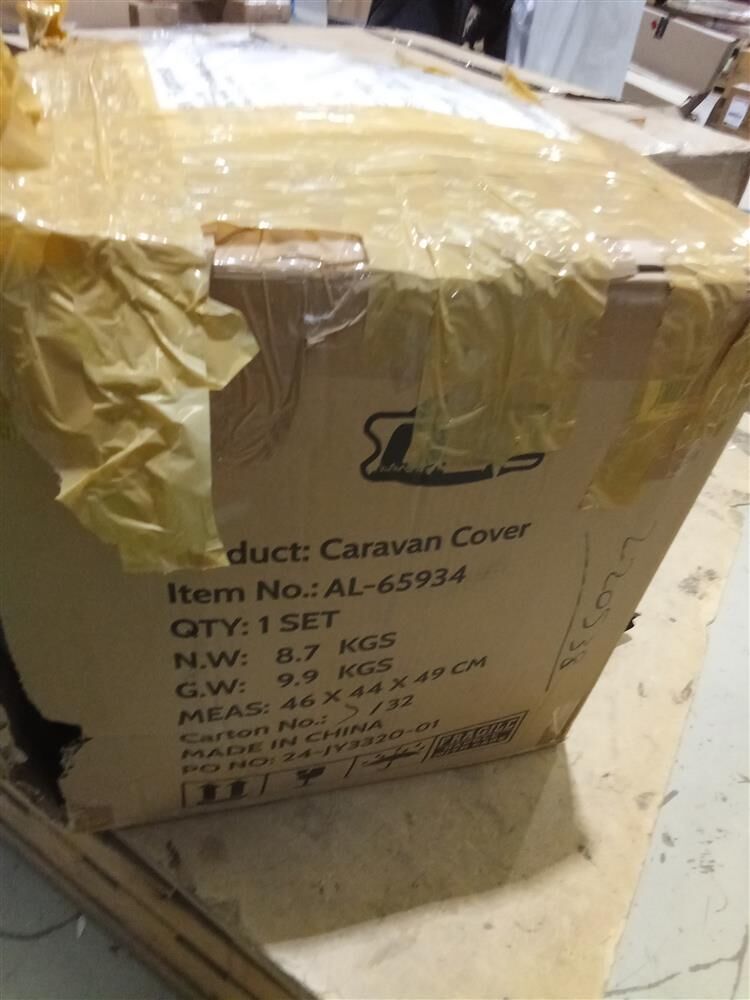 duct: Caravan Cover
Item No.: AL-65934
QTY: 1 SET
N.W: 8.7 KGS
G.W: 9.9 KGS
MEAS: 46 X 44 X 49 CM
Carton No.: /32
MADE IN CHINA
PO NO: 24-JY3320-01
FRAGILE